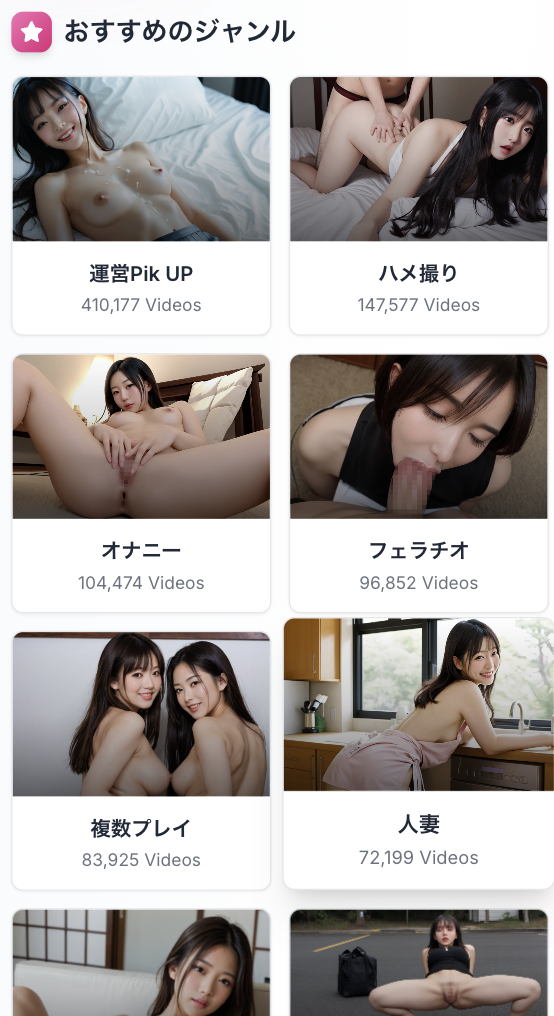 おすすめのジャンル
運営Pik UP
410,177 Videos
ハメ撮り
147,577 Videos
オナニー
104,474 Videos
フェラチオ
96,852 Videos
複数プレイ
83,925 Videos
人妻
72,199 Videos